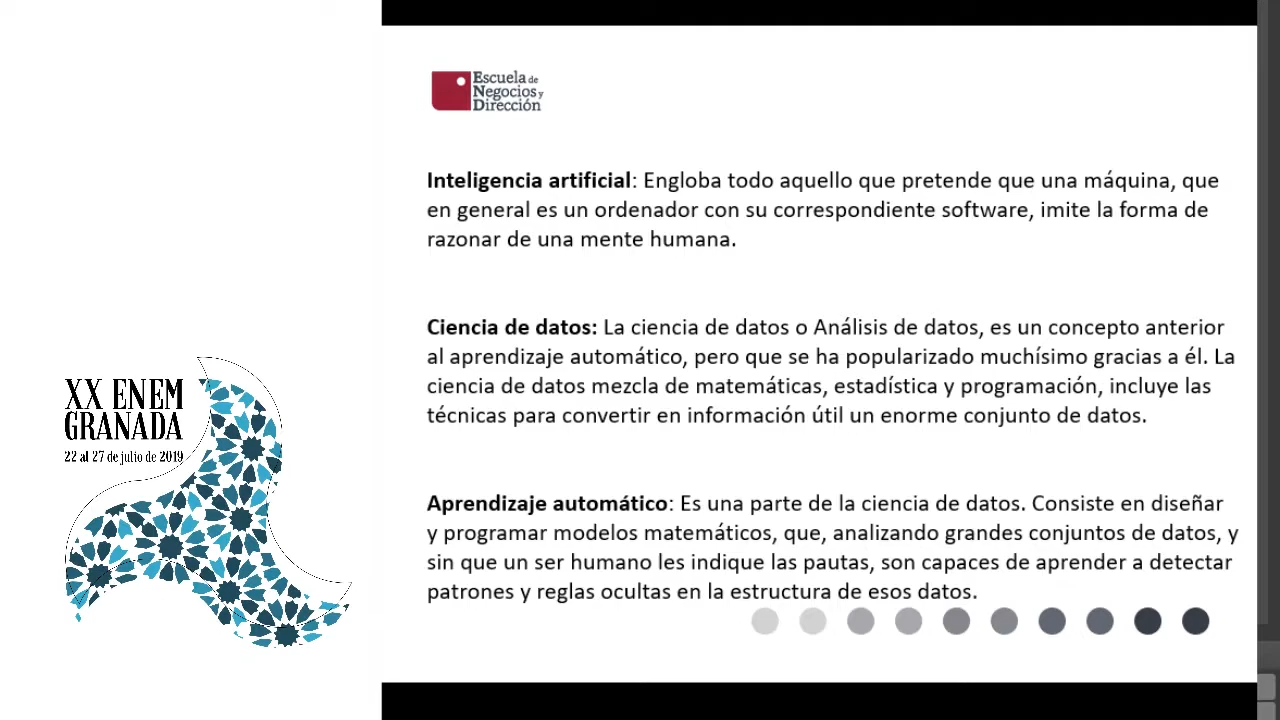 Escuela de
Negocios y
Dirección
Inteligencia artificial: Engloba todo aquello que pretende que una máquina, que
en general es un ordenador con su correspondiente software, imite la forma de
razonar de una mente humana.
Ciencia de datos: La ciencia de datos o Análisis de datos, es un concepto anterior
al aprendizaje automático, pero que se ha popularizado muchísimo gracias a él. La
ciencia de datos mezcla de matemáticas, estadística y programación, incluye las
técnicas para convertir en información útil un enorme conjunto de datos.
XX ENEM
GRANADA
22 al 27 de julio de 2019
Aprendizaje automático: Es una parte de la ciencia de datos. Consiste en diseñar
y programar modelos matemáticos, que, analizando grandes conjuntos de datos, y
sin que un ser humano les indique las pautas, son capaces de aprender a detectar
patrones y reglas ocultas en la estructura de esos datos.